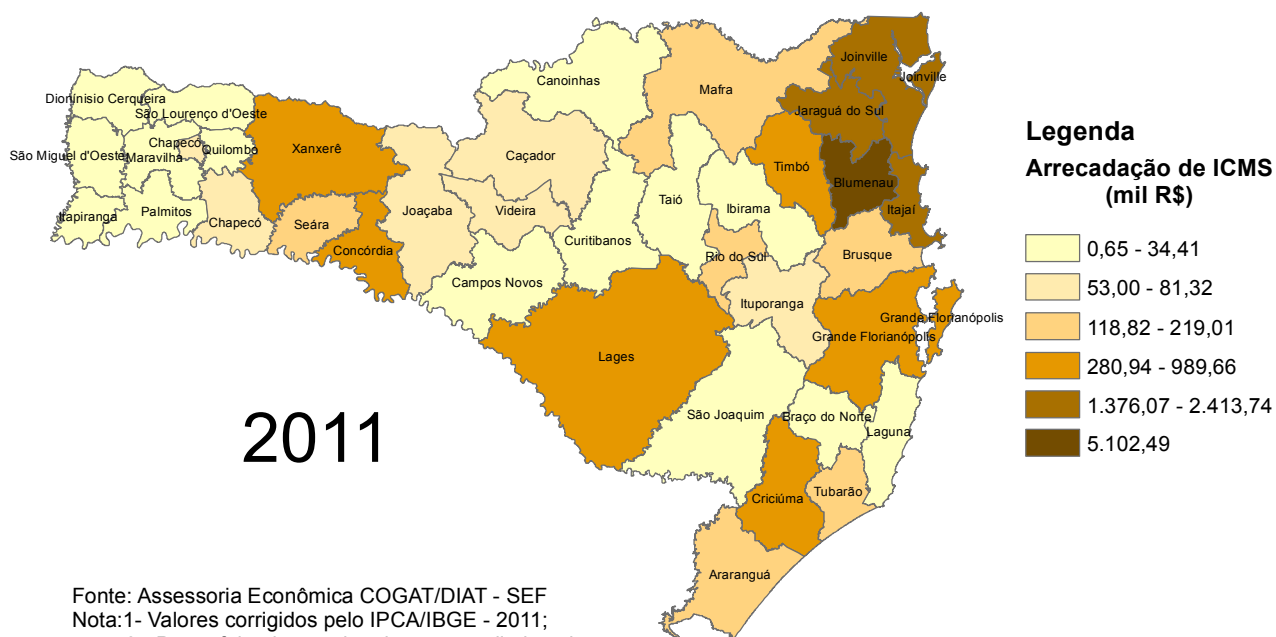 Canoinhas
Mafra
Joinville
Joinville
Dionínisio Cerqueira
São Lourenço d'Oeste
Jaraguá do Sul
São Miguel d'Oeste
Chapecó
Maravilha
Quilombo
Xanxerê
Caçador
Timbó
Blumenau
Itapiranga
Palmitos
Chapecó
Seára
Joaçaba
Videira
Taió
Ibirama
Itajaí
Concórdia
Curitibanos
Rio do Sul
Brusque
Campos Novos
Ituporanga
Grande Florianópolis
Grande Florianópolis
Lages
São Joaquim
Braço do Norte
Laguna
Criciúma
Tubarão
Araranguá
2011
Legenda
Arrecadação de ICMS
(mil R$)
0,65 - 34,41
53,00 - 81,32
118,82 - 219,01
280,94 - 989,66
1.376,07 - 2.413,74
5.102,49
Fonte: Assessoria Econômica COGAT/DIAT - SEF
Nota:1- Valores corrigidos pelo IPCA/IBGE - 2011;